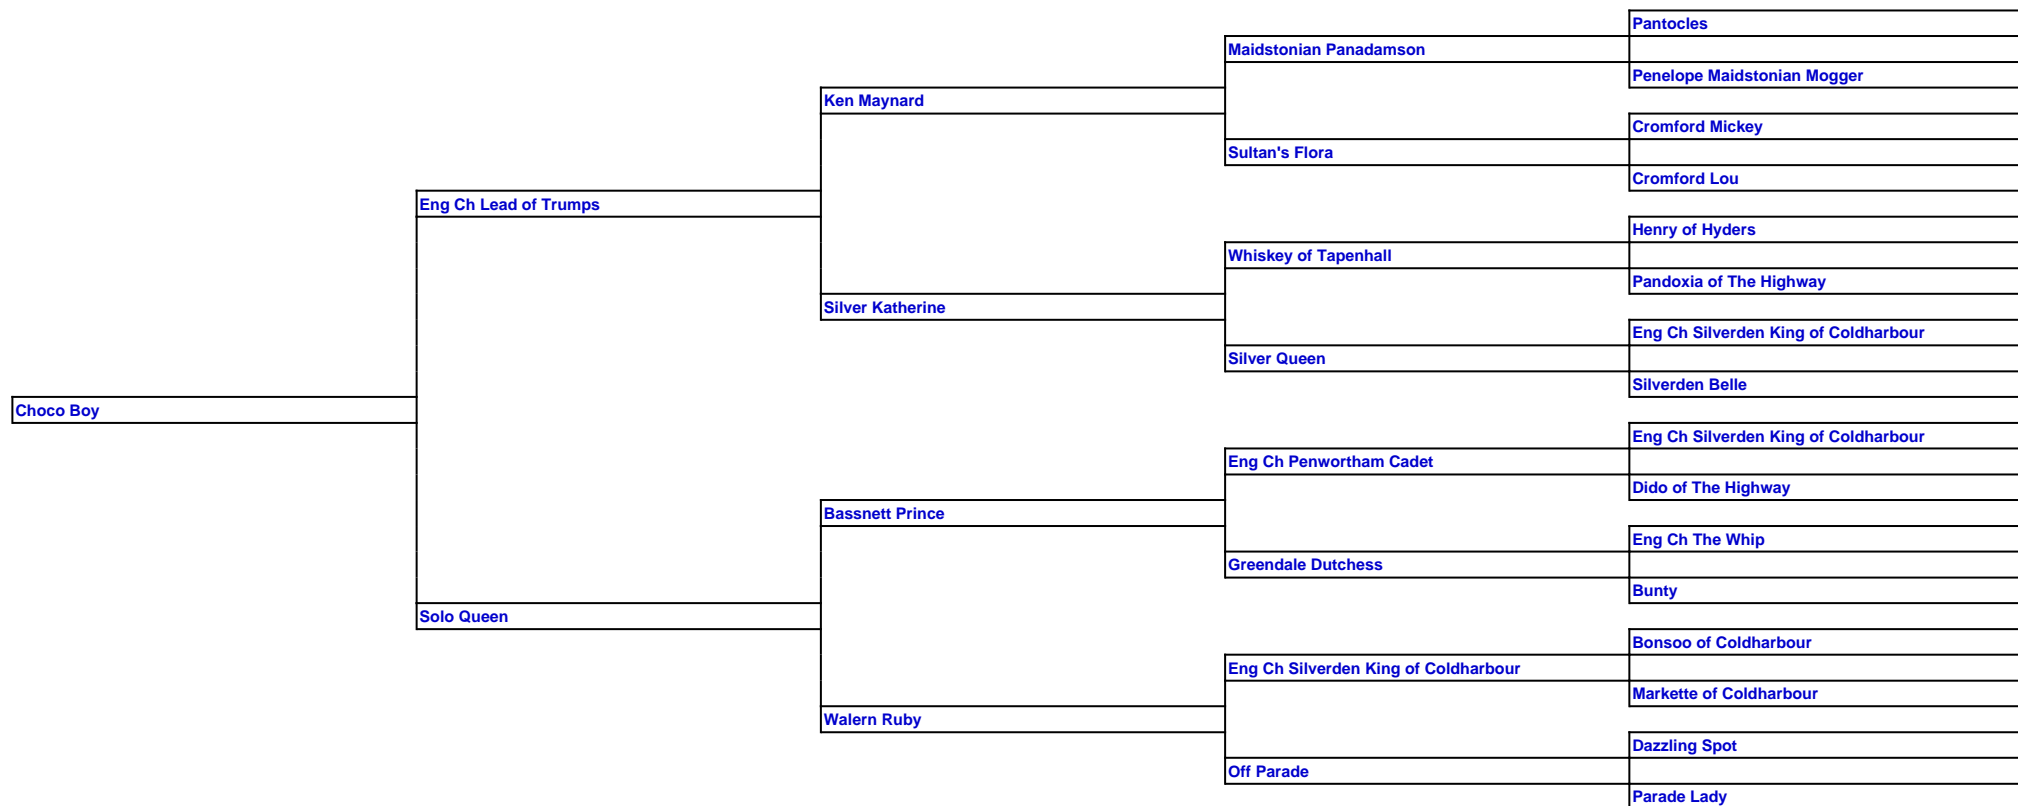 Pantocles
Maidstonian Panadamson
Penelope Maidstonian Mogger
Ken Maynard
Cromford Mickey
Sultan's Flora
Cromford Lou
Eng Ch Lead of Trumps
Henry of Hyders
Whiskey of Tapenhall
Pandoxia of The Highway
Silver Katherine
Eng Ch Silverden King of Coldharbour
Silver Queen
Silverden Belle
Choco Boy
Eng Ch Silverden King of Coldharbour
Eng Ch Penwortham Cadet
Dido of The Highway
Bassnett Prince
Eng Ch The Whip
Greendale Dutchess
Bunty
Solo Queen
Bonsoo of Coldharbour
Eng Ch Silverden King of Coldharbour
Markette of Coldharbour
Walern Ruby
Dazzling Spot
Off Parade
Parade Lady